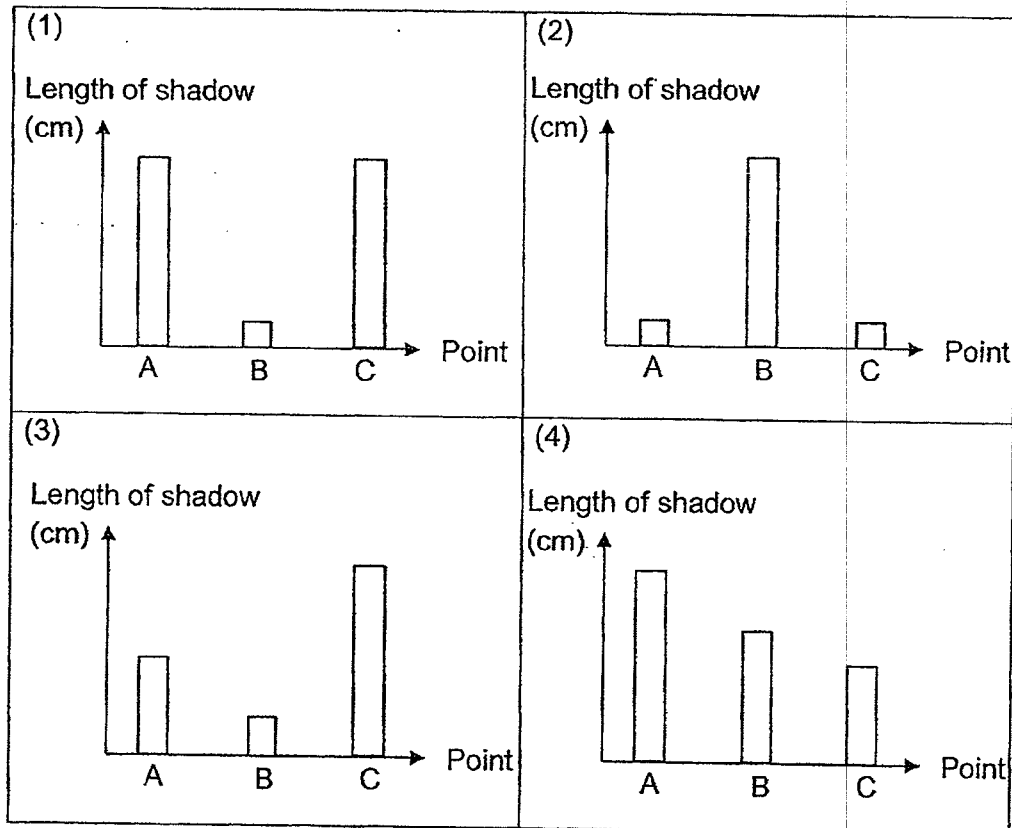 (1)
Length of shadow
(cm)
Point
A B C
(2)
Length of shadow
(cm)
Point
A B C
(3)
Length of shadow
(cm)
Point
A B C
(4)
Length of shadow
(cm)
Point
A B C